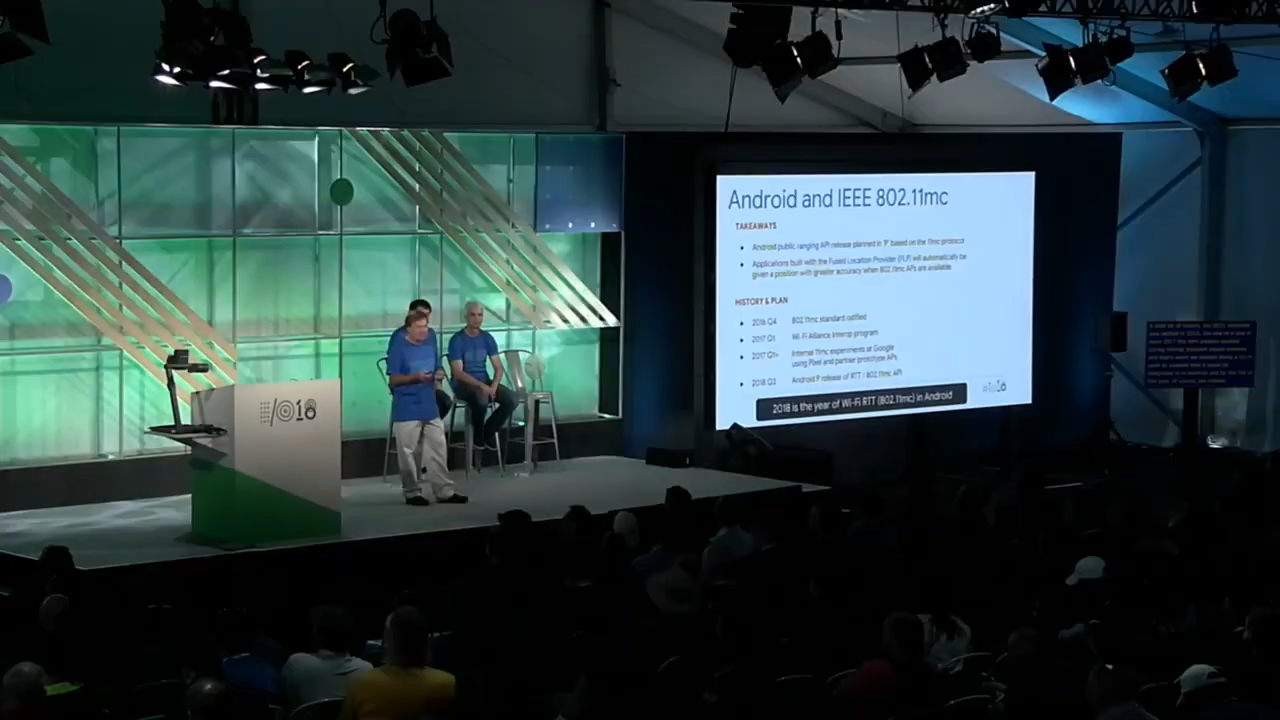 Android and IEEE 802.11mc
TAKEAWAYS
Android public ranging API release planned in 'P' based on the 11mc protocol
Applications built with the Fused Location Provider (FLP) will automatically be
given a position with greater accuracy when 802.11mc APIs are available.
HISTORY & PLAN
2016 Q4 802.11mc standard ratified
2017 Q1 Wi-Fi Alliance Interop program
2017 Q1+ Internal 11mc experiments at Google
using Pixel and partner prototype APs
2018 Q3 Android P release of RTT / 802.11mc API
2018 is the year of Wi-Fi RTT (802.11mc) in Android
I/O18